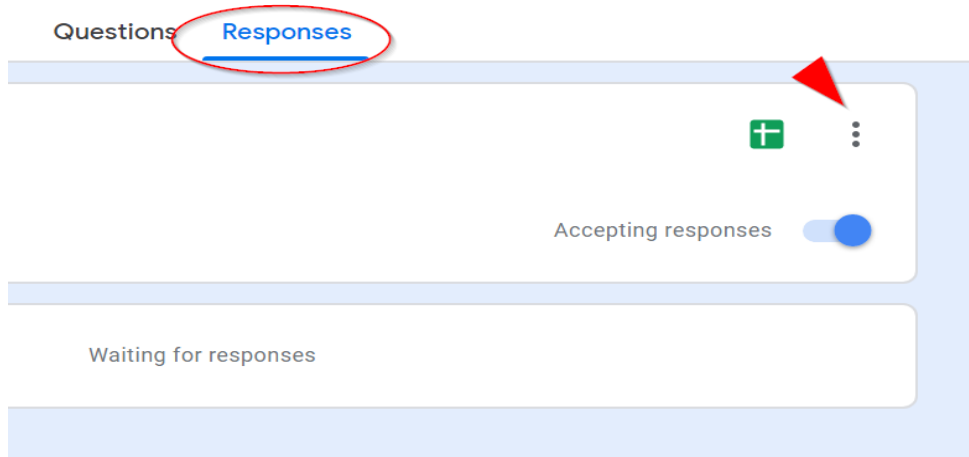 Questions Responses
Accepting responses
Waiting for responses